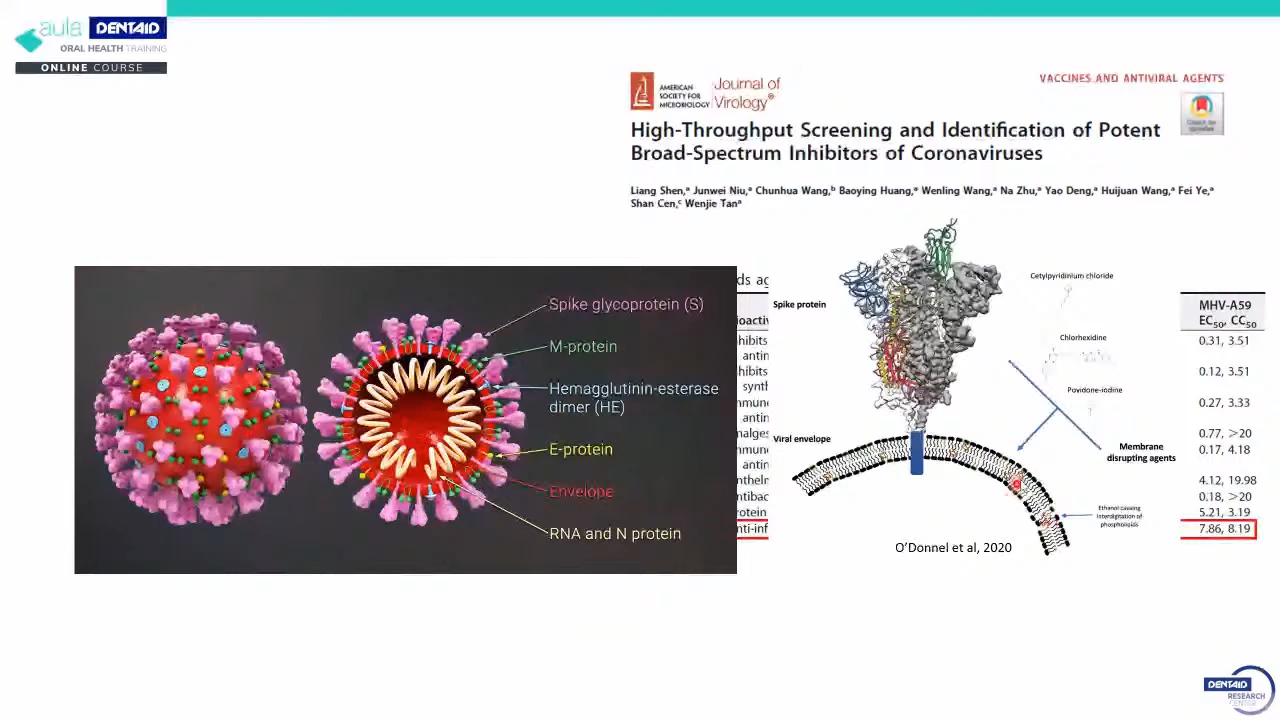 aula DENTAID
ORAL HEALTH TRAINING
ONLINE COURSE
AMERICAN
SOCIETY FOR
MICROBIOLOGY
Journal of
Virology®
VACCINES AND ANTIVIRAL AGENTS
High-Throughput Screening and Identification of Potent
Broad-Spectrum Inhibitors of Coronaviruses
Liang Shen,ᵃ Junwei Niu,ᵃ Chunhua Wang,ᵇ Baoying Huang,ᵃ Wenling Wang,ᵃ Na Zhu,ᵃ Yao Deng,ᵃ Huijuan Wang,ᵃ Fei Ye,ᵃ
Shan Cen,ᶜ Wenjie Tanᵃ
Spike glycoprotein (S)
M-protein
Hemagglutinin-esterase
dimer (HE)
E-protein
Envelope
RNA and N protein
Spike protein
Viral envelope
Cetylpyridinium chloride
Chlorhexidine
Povidone-iodine
Membrane
disrupting agents
Ethanol causing
interdigitation of
phospholipids
O'Donnel et al, 2020
MHV-A59
EC₅₀, CC₅₀
0.31, 3.51
0.12, 3.51
0.27, 3.33
0.77, >20
0.17, 4.18
4.12, 19.98
0.18, >20
5.21, 3.19
7.86, 8.19
DENTAID
RESEARCH
CENTER